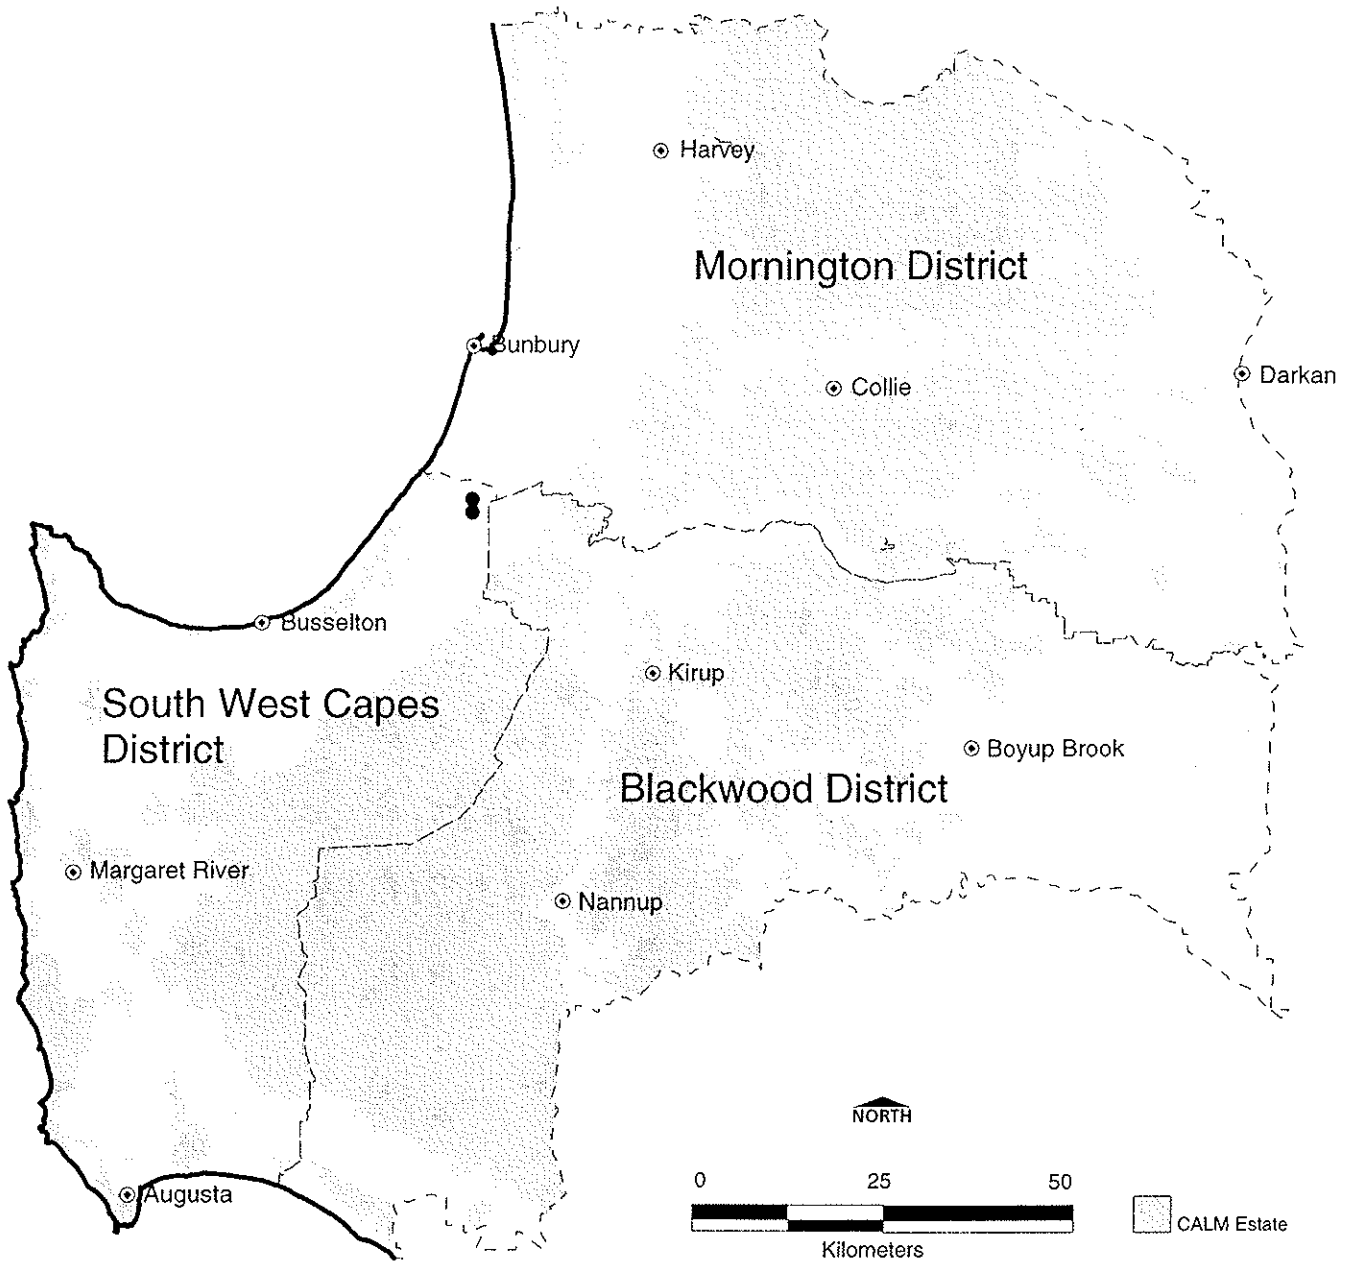 Harvey
Mornington District
Bunbury
Collie
Darkan
Busselton
Kirup
South West Capes
District
Boyup Brook
Blackwood District
Margaret River
Nannup
NORTH
0 25 50
Augusta
CALM Estate
Kilometers